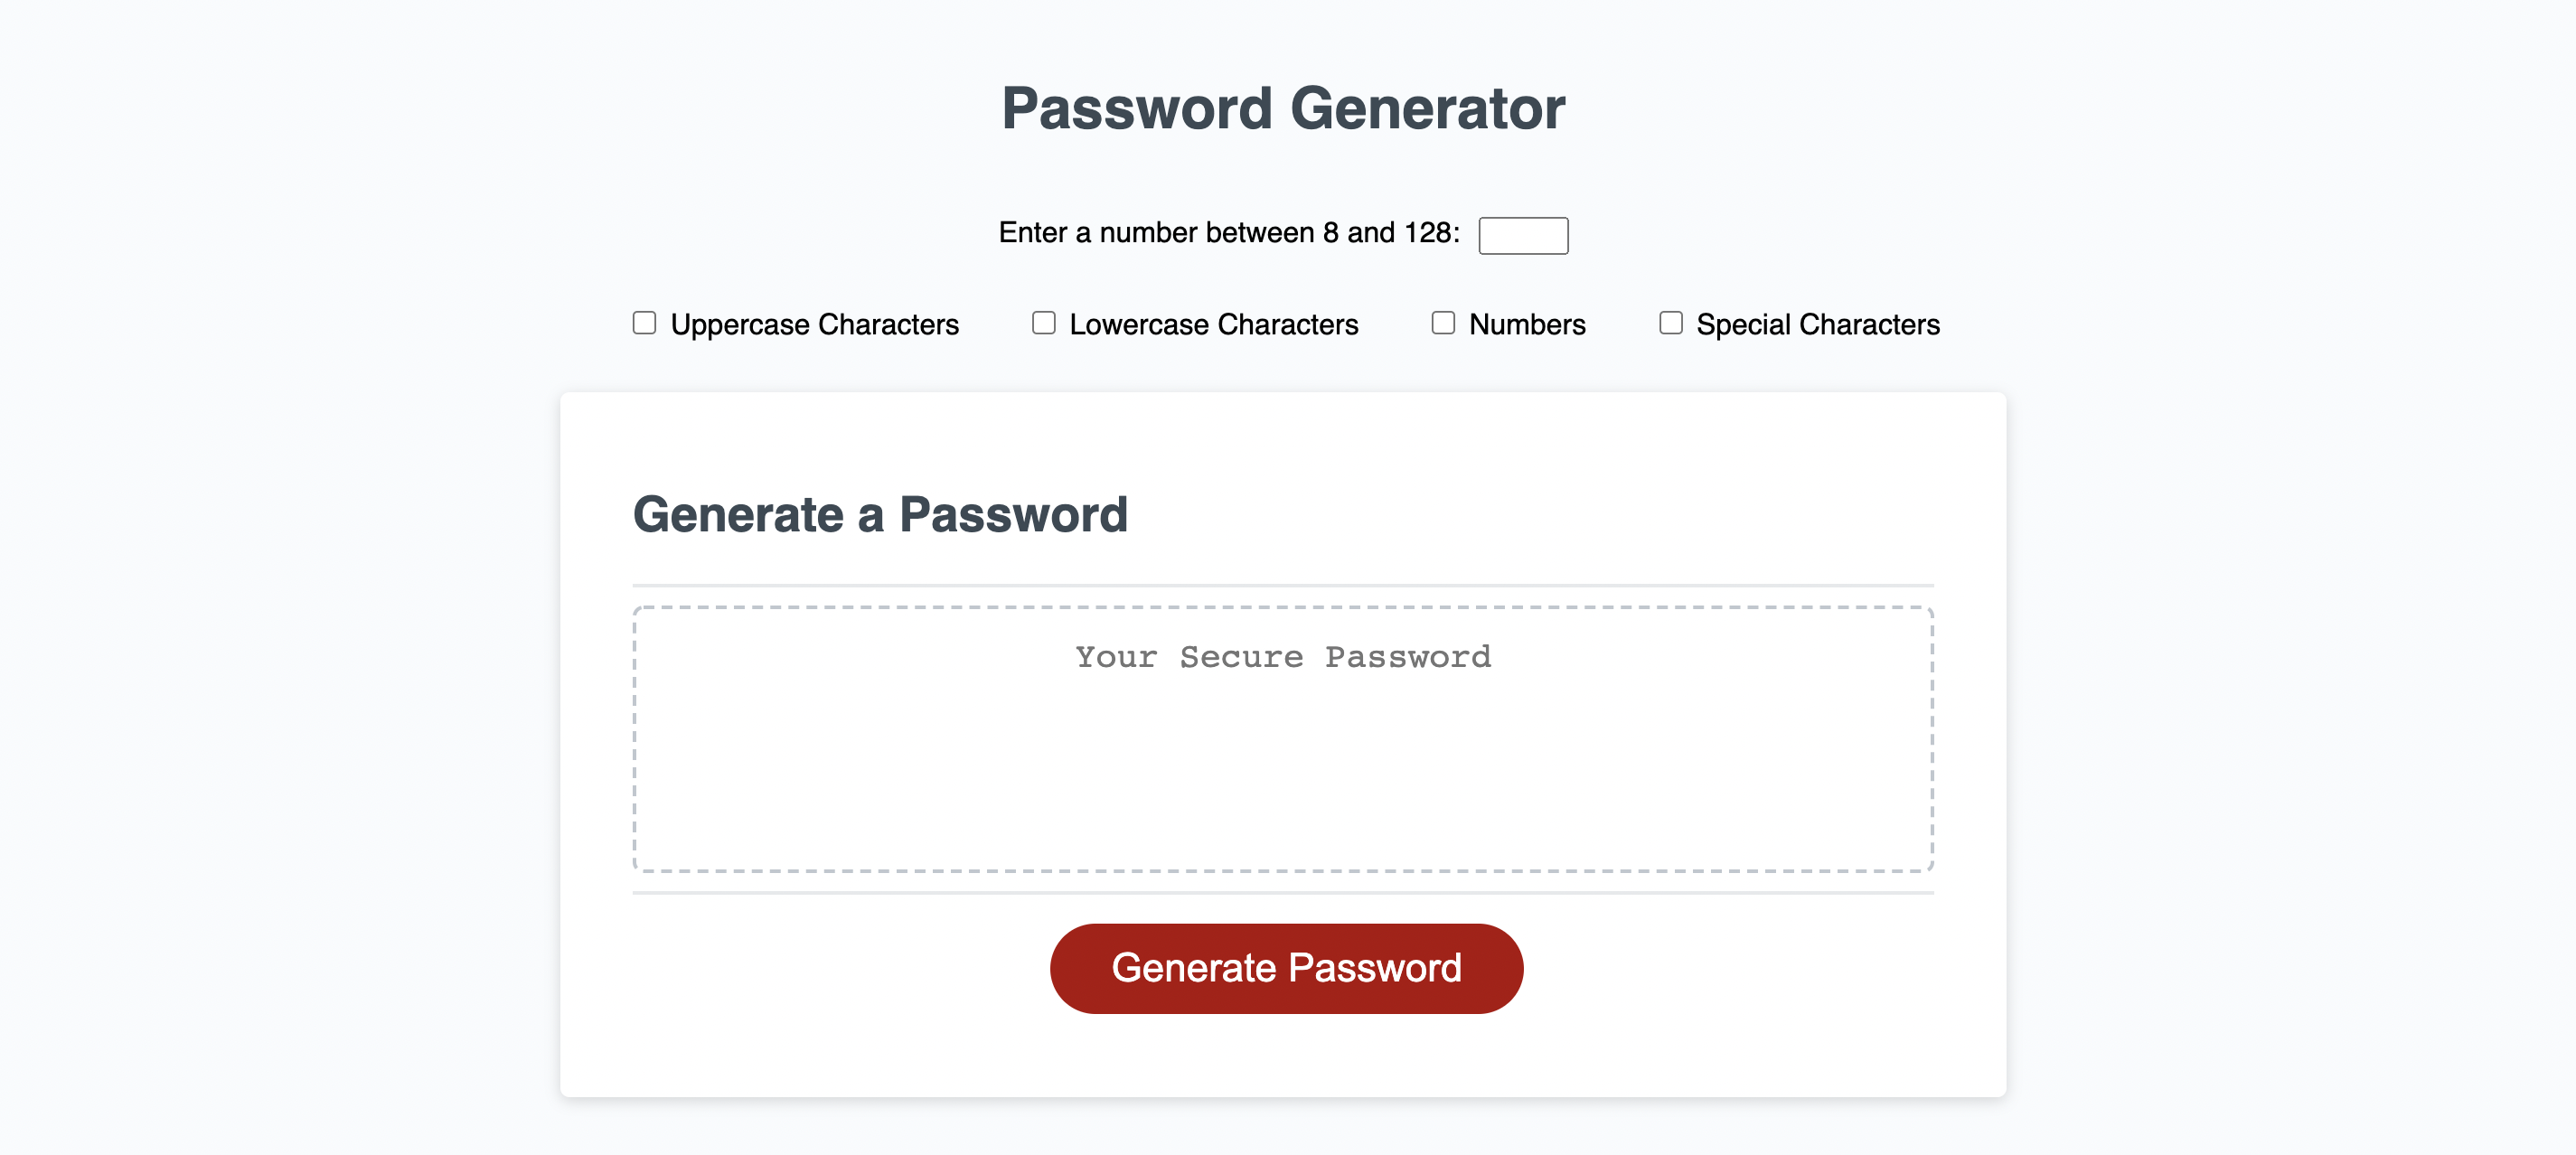 Password Generator
Enter a number between 8 and 128:
Uppercase Characters Lowercase Characters Numbers Special Characters
Generate a Password
Your Secure Password
Generate Password